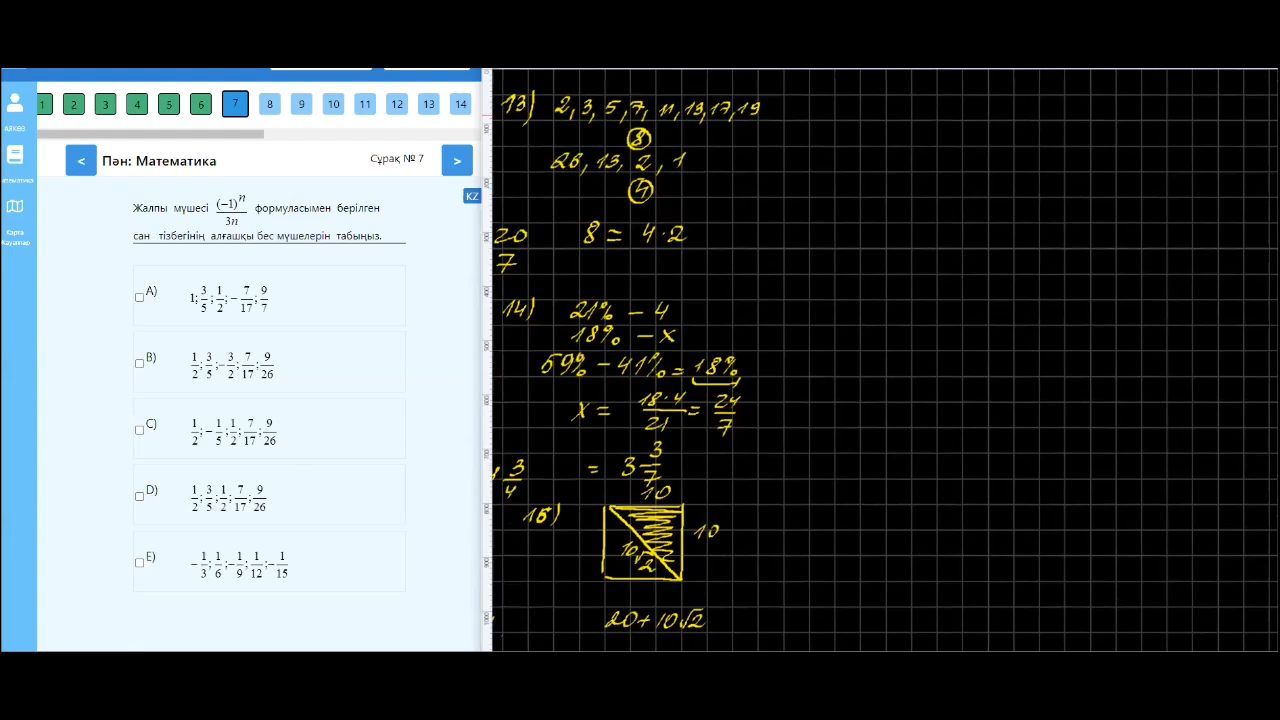 1 2 3 4 5 6 7 8 9 10 11 12 13 14
< Пән: Математика Сұрақ № 7 >
KZ
Жалпы мүшесі (−1)^n/3n формуласымен берілген
сан тізбегінің алғашқы бес мүшелерін табыңыз.
A) 1; 3/5; 1/2; −7/17; 9/7
B) 1/2; 3/5; −3/2; 7/17; 9/26
C) 1/2; −1/5; 1/2; 7/17; 9/26
D) 1/2; 3/5; 1/2; 7/17; 9/26
E) −1/3; 1/6; −1/9; 1/12; −1/15
13) 2, 3, 5, 7, 11, 13, 17, 19
8
26, 13, 2, 1
4
20/7
8 = 4·2
14) 21% − 4
18% − x
59% − 41% = 18%
x = 18·4/21 = 24/7
3/4
= 3 3/7
15)
10
10
10√2
20+10√2